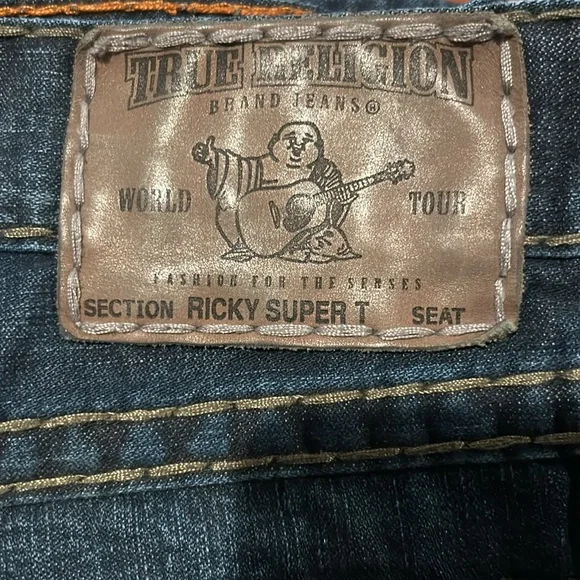 TRUE RELIGION
BRAND JEANS®
WORLD TOUR
FASHION FOR THE SENSES
SECTION RICKY SUPER T SEAT